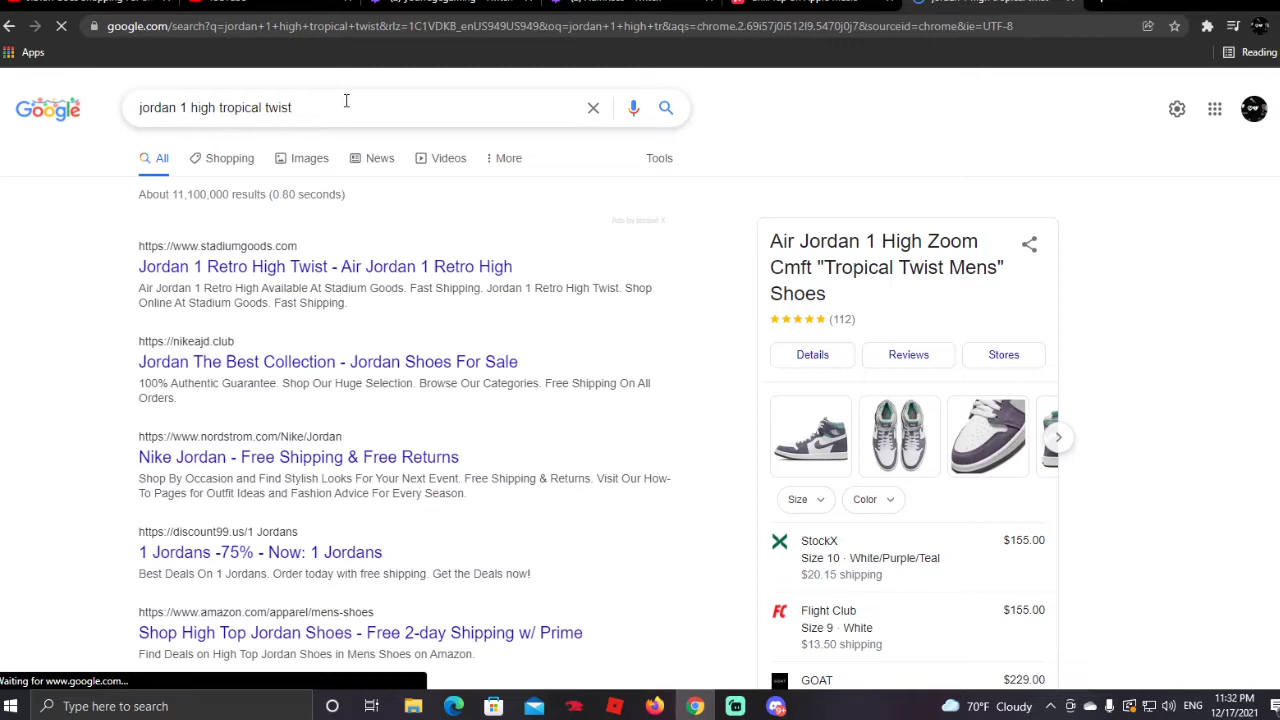 google.com/search?q=jordan+1+high+tropical+twist&rlz=1C1VDKB_enUS949US949&oq=jordan+1+high+tr&aqs=chrome.2.69i57j0i512l9.5470j0j7&sourceid=chrome&ie=UTF-8
Apps
Reading
Google
jordan 1 high tropical twist
All
Shopping
Images
News
Videos
More
Tools
About 11,100,000 results (0.80 seconds)
https://www.stadiumgoods.com
Jordan 1 Retro High Twist - Air Jordan 1 Retro High
Air Jordan 1 Retro High Available At Stadium Goods. Fast Shipping. Jordan 1 Retro High Twist. Shop
Online At Stadium Goods. Fast Shipping.
https://nikeajd.club
Jordan The Best Collection - Jordan Shoes For Sale
100% Authentic Guarantee. Shop Our Huge Selection. Browse Our Categories. Free Shipping On All
Orders.
https://www.nordstrom.com/Nike/Jordan
Nike Jordan - Free Shipping & Free Returns
Shop By Occasion and Find Stylish Looks For Your Next Event. Free Shipping & Returns. Visit Our How-
To Pages for Outfit Ideas and Fashion Advice For Every Season.
https://discount99.us/1 Jordans
1 Jordans -75% - Now: 1 Jordans
Best Deals On 1 Jordans. Order today with free shipping. Get the Deals now!
https://www.amazon.com/apparel/mens-shoes
Shop High Top Jordan Shoes - Free 2-day Shipping w/ Prime
Find Deals on High Top Jordan Shoes in Mens Shoes on Amazon.
Air Jordan 1 High Zoom
Cmft "Tropical Twist Mens"
Shoes
(112)
Details
Reviews
Stores
Size
Color
StockX
$155.00
Size 10 · White/Purple/Teal
$20.15 shipping
FC
Flight Club
$155.00
Size 9 · White
$13.50 shipping
GOAT
GOAT
$229.00
Waiting for www.google.com...
Type here to search
70°F Cloudy
11:32 PM
12/17/2021